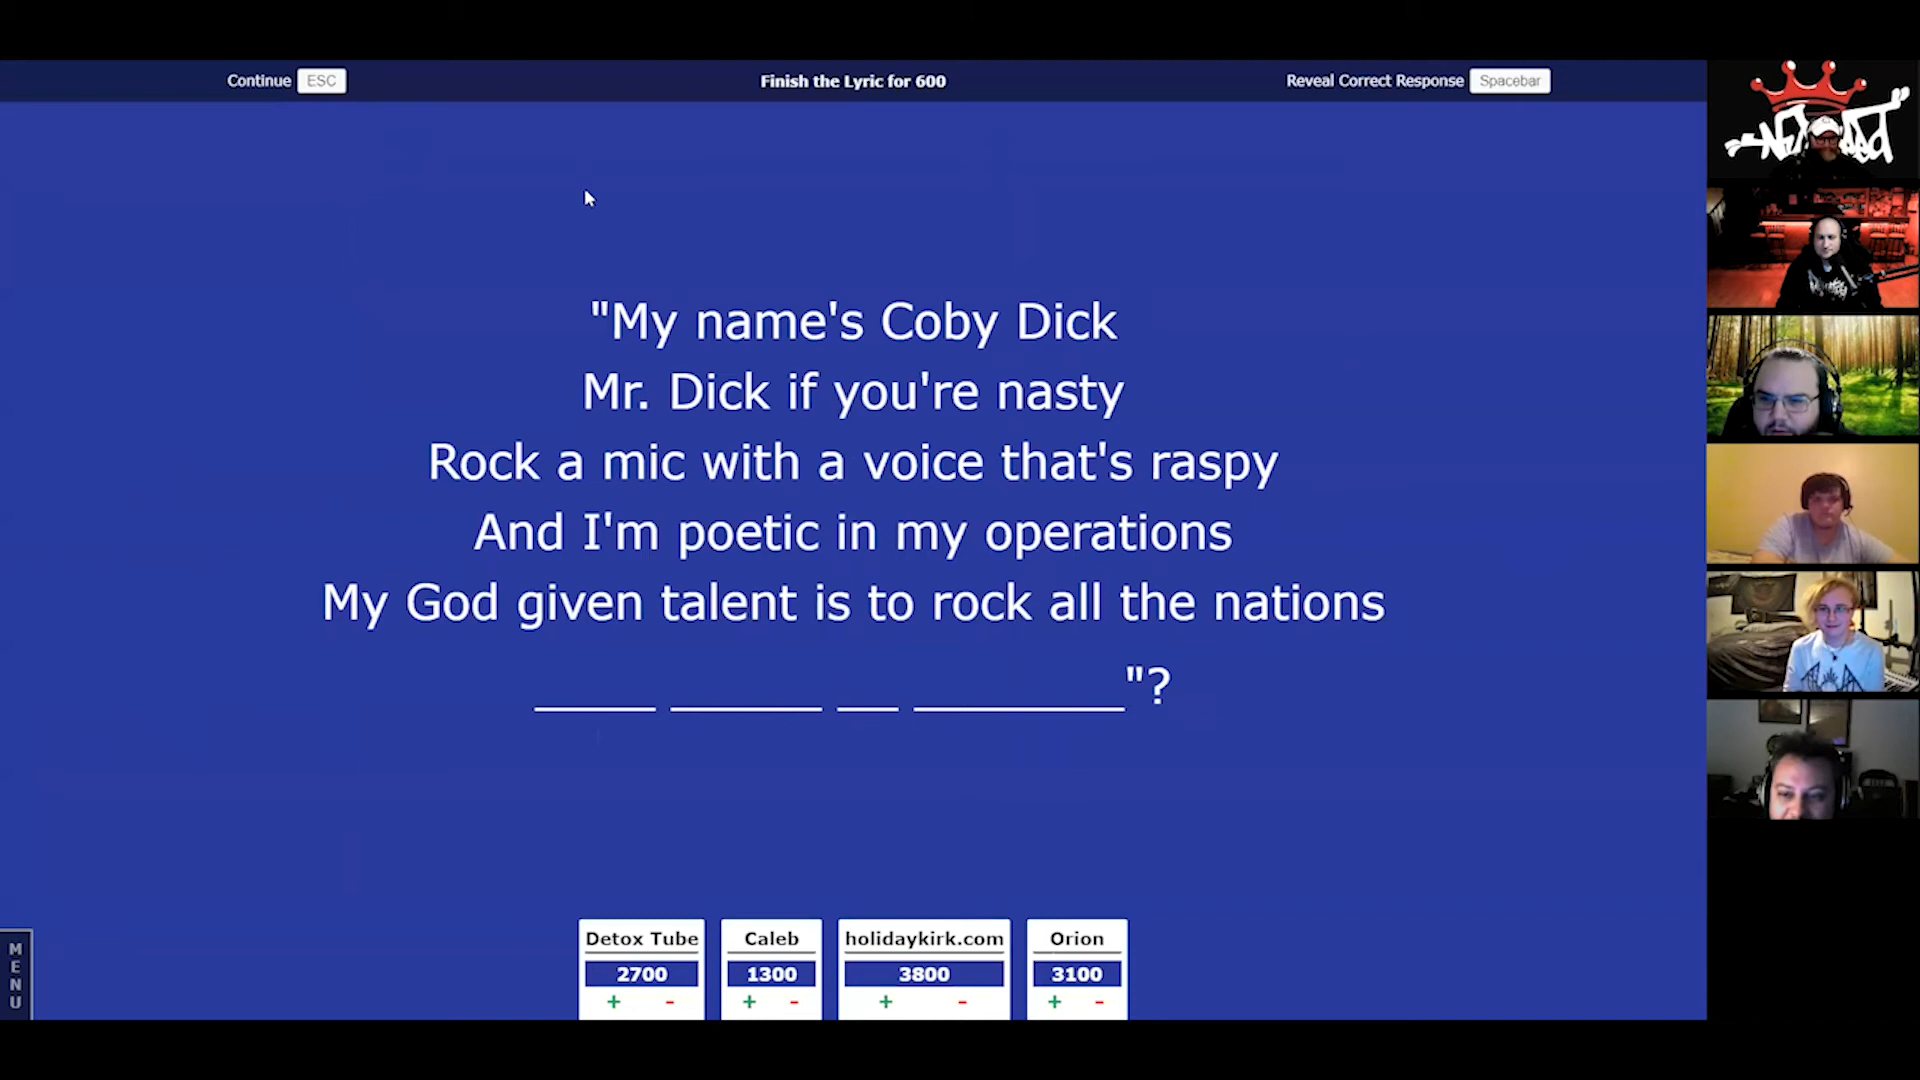 Continue ESC
Finish the Lyric for 600
Reveal Correct Response Spacebar
"My name's Coby Dick
Mr. Dick if you're nasty
Rock a mic with a voice that's raspy
And I'm poetic in my operations
My God given talent is to rock all the nations
_____ _____ __ _______"?
MENU
Detox Tube
2700
+ -
Caleb
1300
+ -
holidaykirk.com
3800
+ -
Orion
3100
+ -